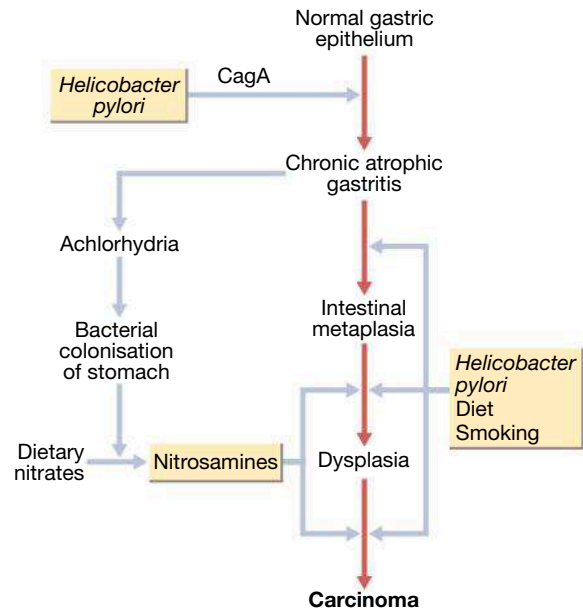 Normal gastric
epithelium
CagA
Helicobacter
pylori
Chronic atrophic
gastritis
Achlorhydria
Intestinal
metaplasia
Bacterial
colonisation
of stomach
Helicobacter
pylori
Diet
Smoking
Dietary
nitrates
Nitrosamines
Dysplasia
Carcinoma